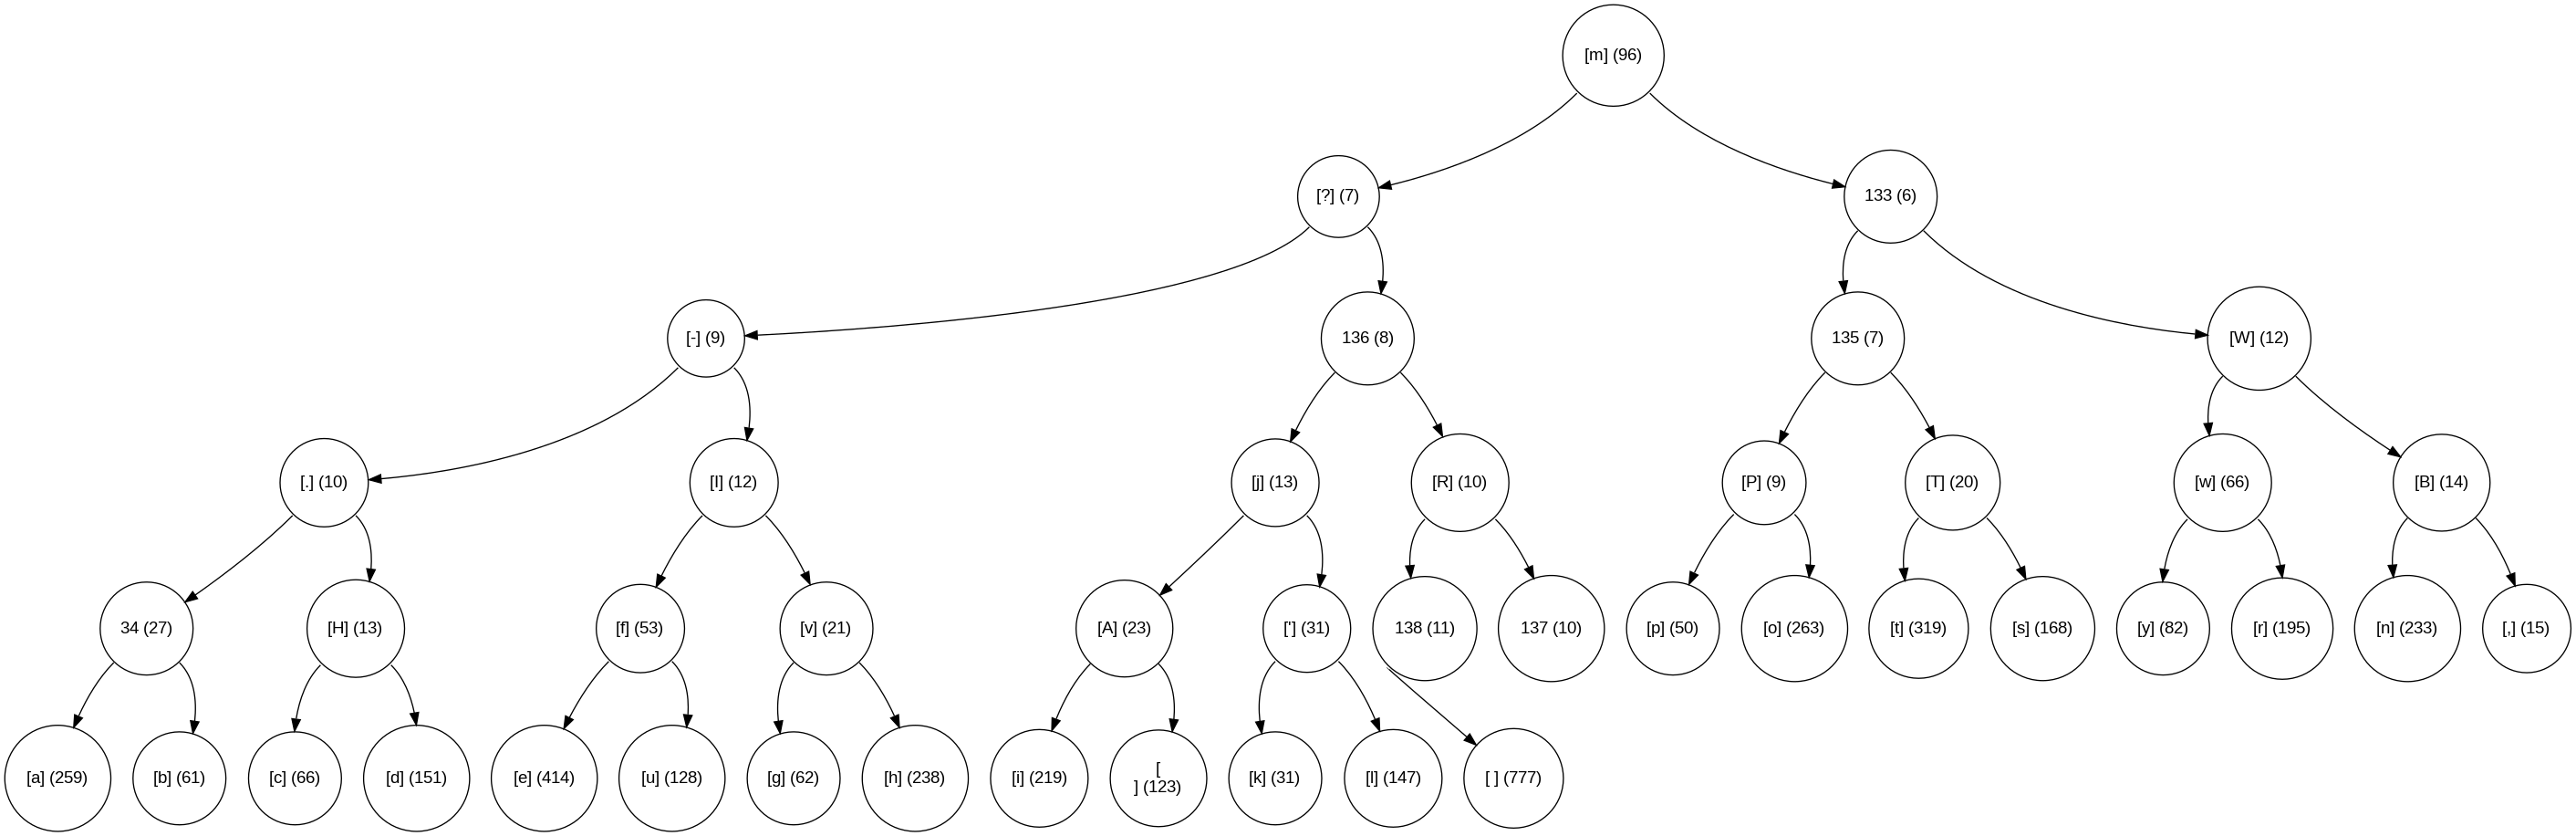 [m] (96)
[?] (7)
133 (6)
[-] (9)
136 (8)
135 (7)
[W] (12)
[.] (10)
[I] (12)
[j] (13)
[R] (10)
[P] (9)
[T] (20)
[w] (66)
[B] (14)
34 (27)
[H] (13)
[f] (53)
[v] (21)
[A] (23)
['] (31)
138 (11)
137 (10)
[p] (50)
[o] (263)
[t] (319)
[s] (168)
[y] (82)
[r] (195)
[n] (233)
[,] (15)
[a] (259)
[b] (61)
[c] (66)
[d] (151)
[e] (414)
[u] (128)
[g] (62)
[h] (238)
[i] (219)
[
] (123)
[k] (31)
[l] (147)
[ ] (777)